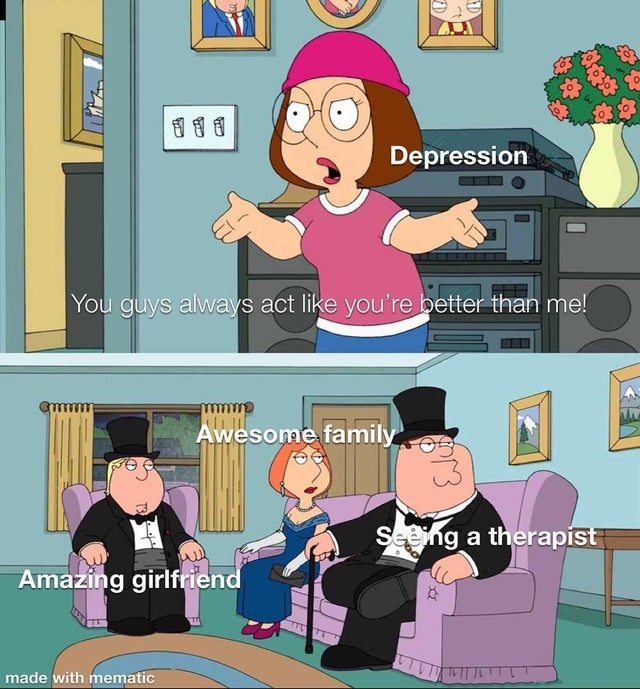 Depression
You guys always act like you're better than me!
Awesome family
Seeing a therapist
Amazing girlfriend
made with mematic